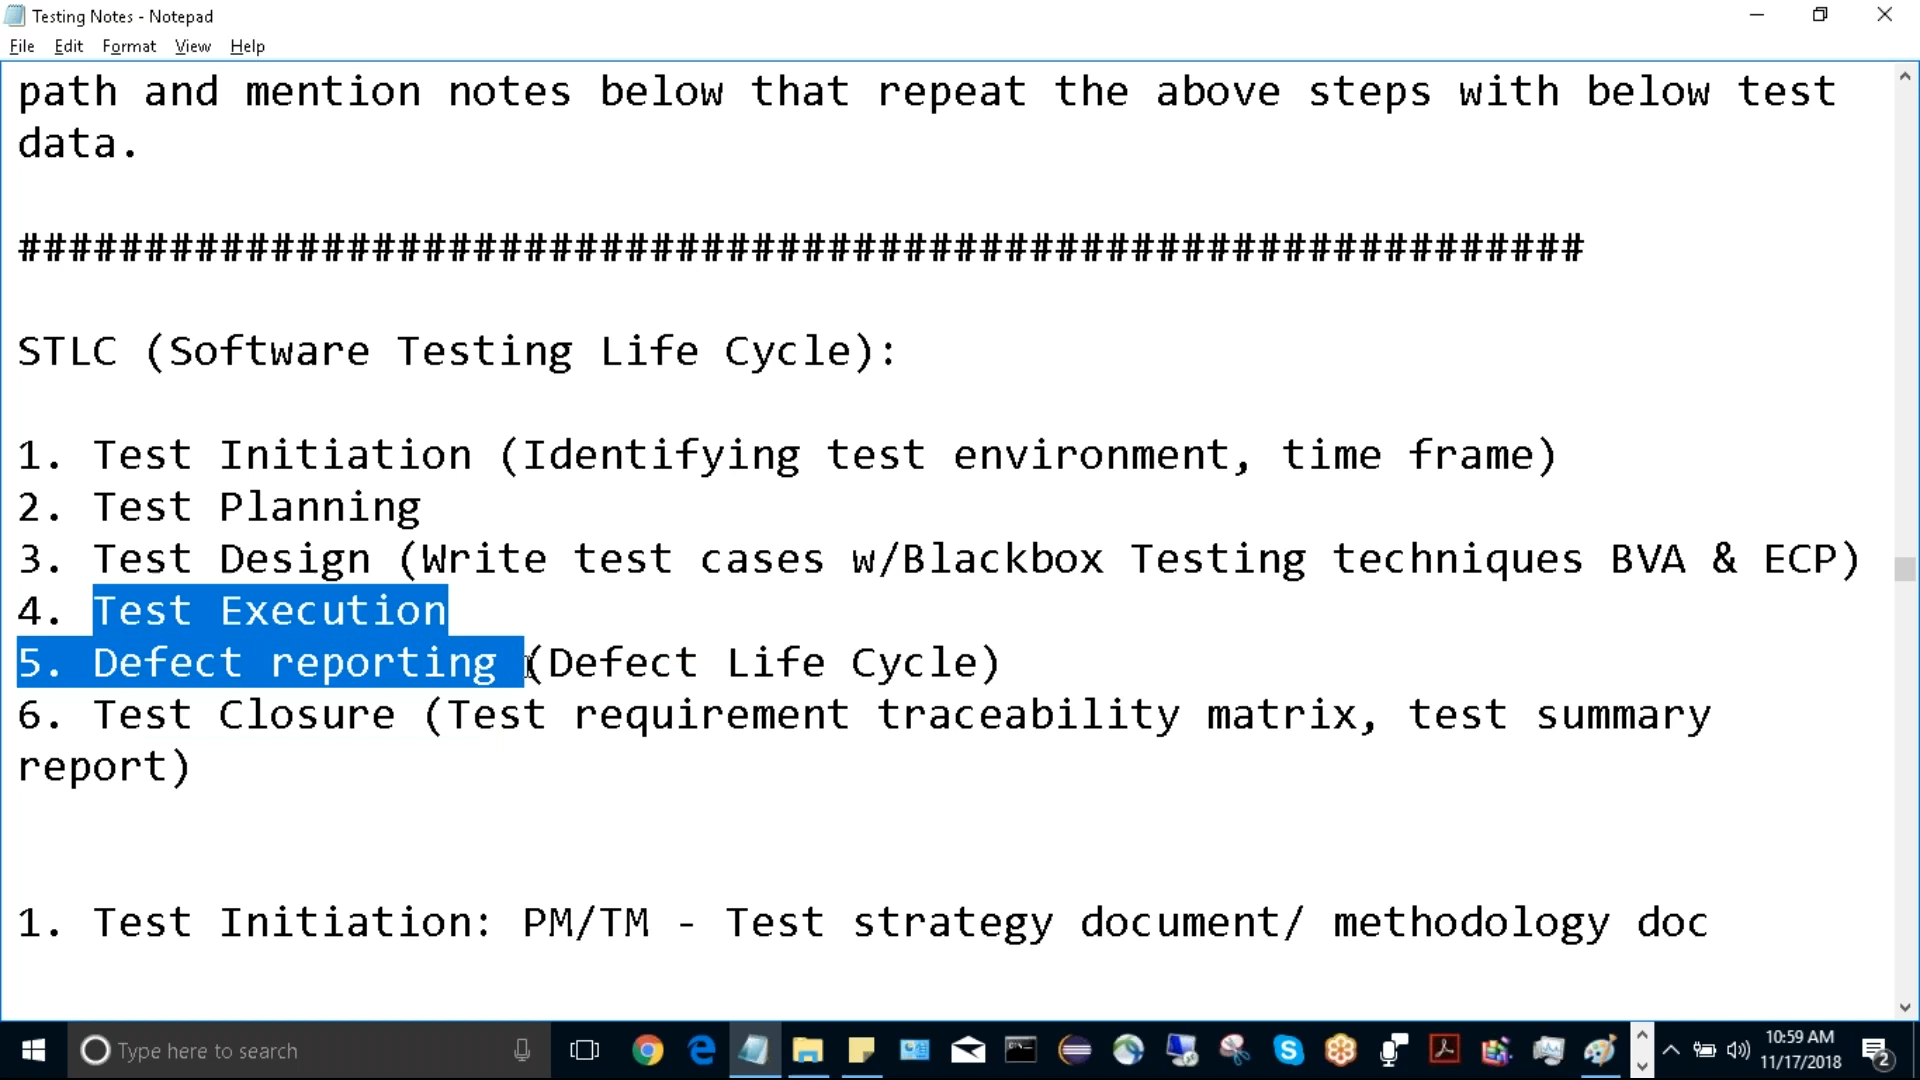 Testing Notes - Notepad
File Edit Format View Help
path and mention notes below that repeat the above steps with below test
data.
##############################################################
STLC (Software Testing Life Cycle):
1. Test Initiation (Identifying test environment, time frame)
2. Test Planning
3. Test Design (Write test cases w/Blackbox Testing techniques BVA & ECP)
4. Test Execution
5. Defect reporting (Defect Life Cycle)
6. Test Closure (Test requirement traceability matrix, test summary
report)
1. Test Initiation: PM/TM - Test strategy document/ methodology doc
Type here to search
10:59 AM
11/17/2018
2